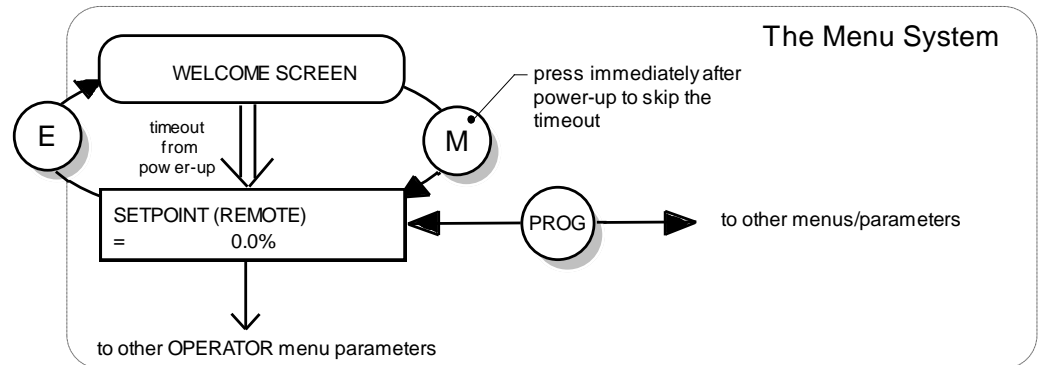 The Menu System
WELCOME SCREEN
press immediately after
power-up to skip the
timeout
E
timeout
from
power-up
M
SETPOINT (REMOTE)
= 0.0%
PROG
to other menus/parameters
to other OPERATOR menu parameters